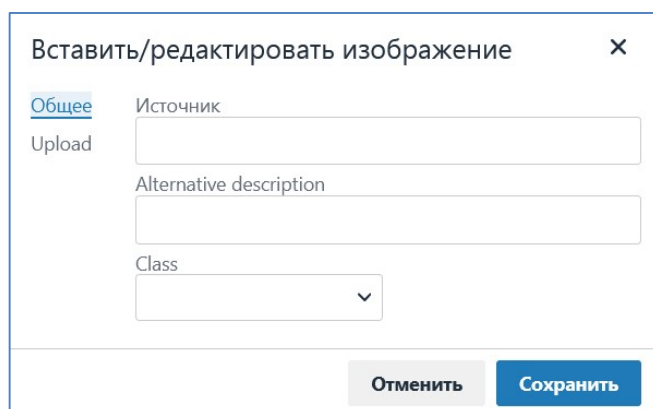 Вставить/редактировать изображение
Общее
Источник
Upload
Alternative description
Class
Отменить
Сохранить